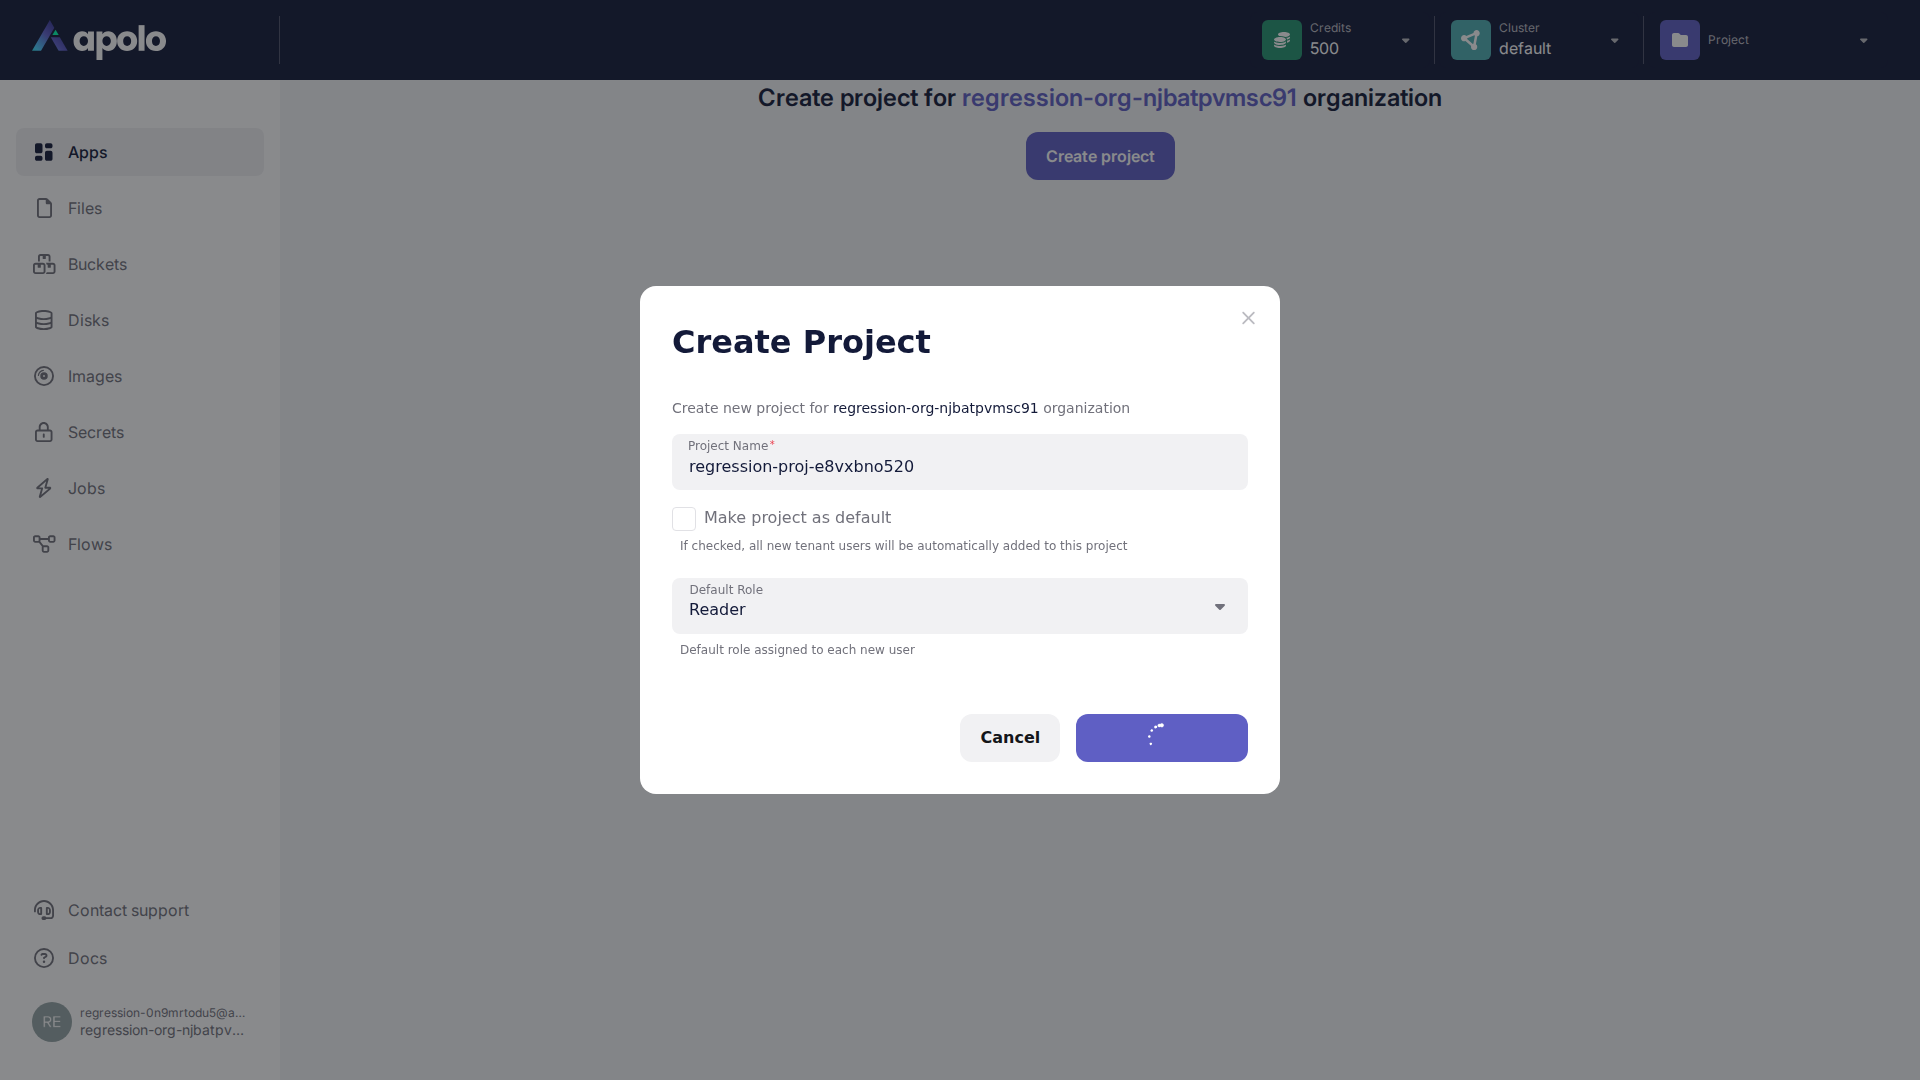 apolo
Credits
500
Cluster
default
Project
Create project for regression-org-njbatpvmsc91 organization
Create project
Apps
Files
Buckets
Disks
Images
Secrets
Jobs
Flows
Create Project
Create new project for regression-org-njbatpvmsc91 organization
Project Name*
regression-proj-e8vxbno520
Make project as default
If checked, all new tenant users will be automatically added to this project
Default Role
Reader
Default role assigned to each new user
Cancel
Contact support
Docs
RE
regression-0n9mrtodu5@a...
regression-org-njbatpv...